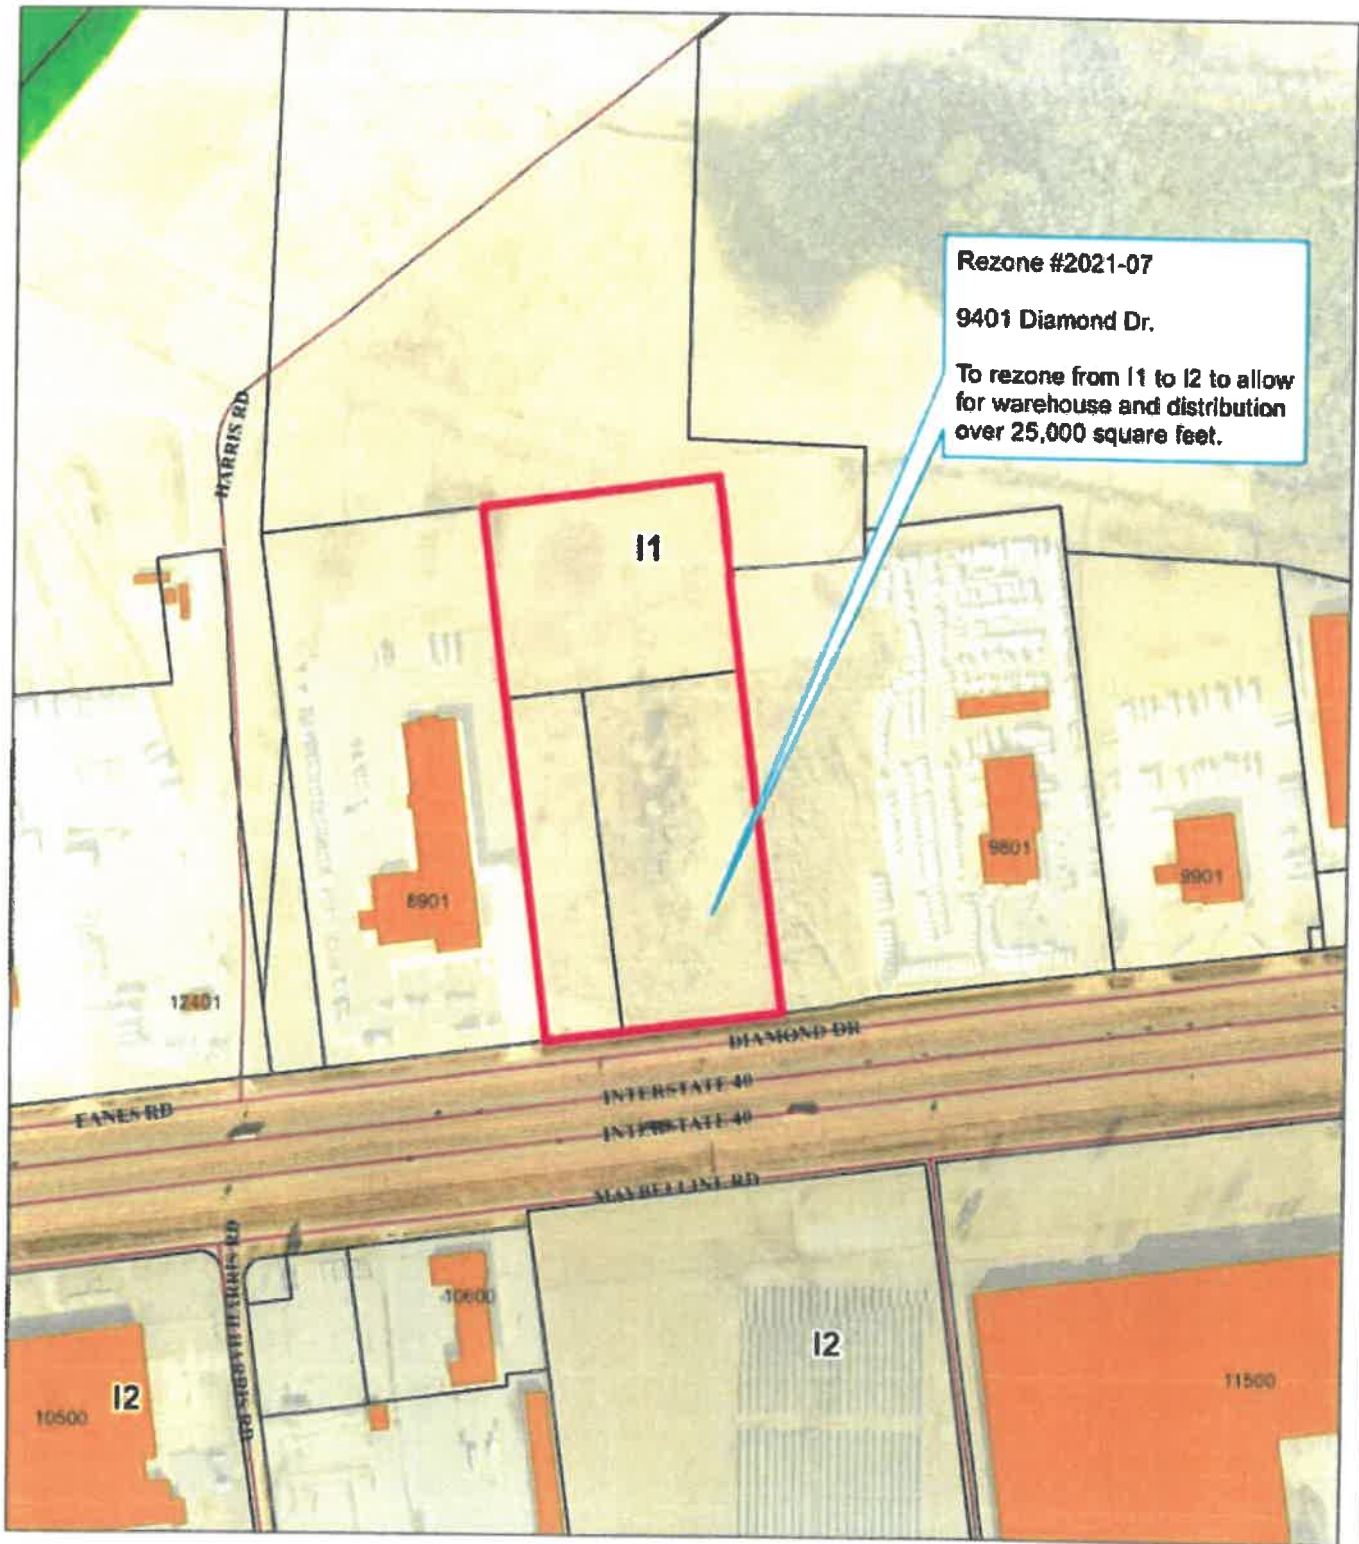 Rezone #2021-07
9401 Diamond Dr.
To rezone from I1 to I2 to allow
for warehouse and distribution
over 25,000 square feet.
HARRIS RD
I1
8901
9801
9901
12401
DIAMOND DR
INTERSTATE 40
EANES RD
INTERSTATE 40
MAYBELLINE RD
HARRIS RD
10600
I2
I2
10500
11500